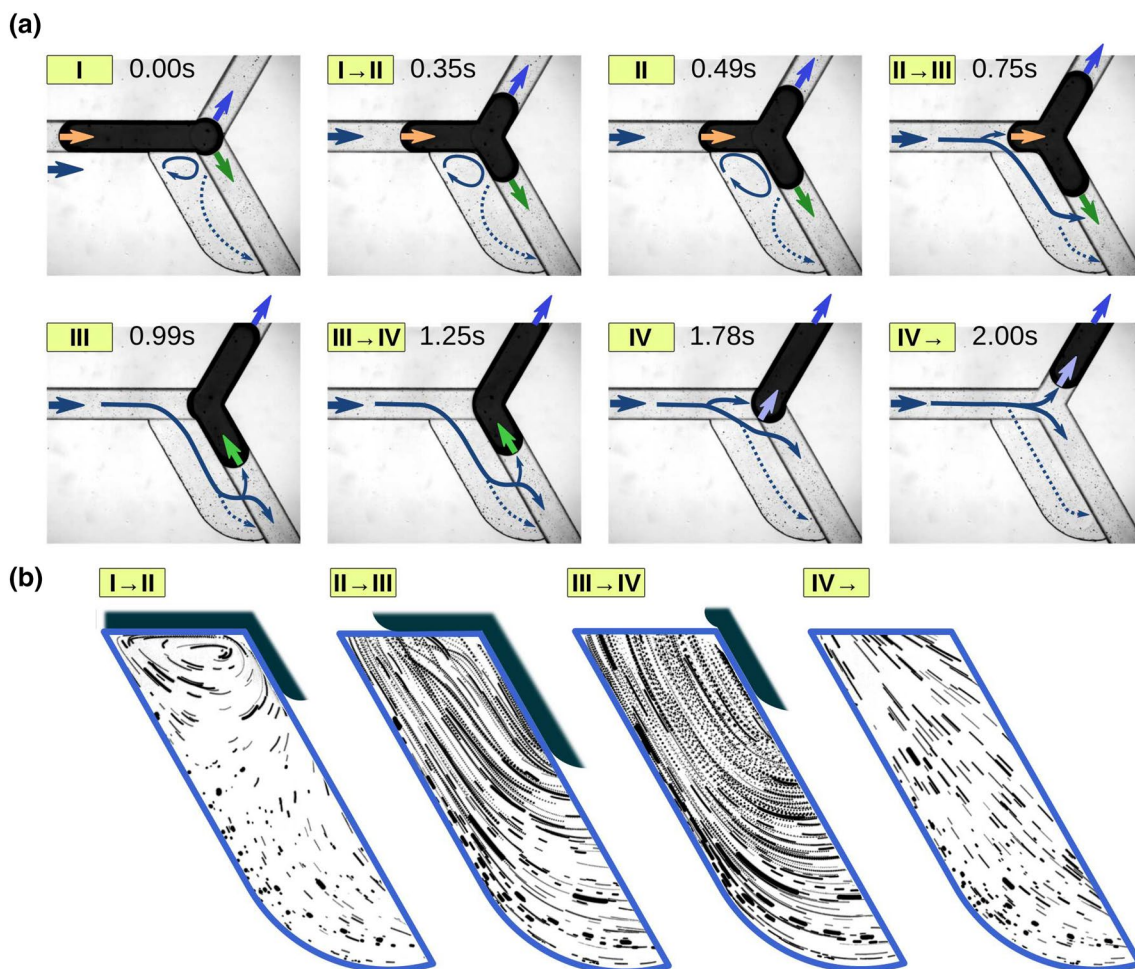 (a)
I 0.00s
I→II 0.35s
II 0.49s
II→III 0.75s
III 0.99s
III→IV 1.25s
IV 1.78s
IV→ 2.00s
(b)
I→II
II→III
III→IV
IV→